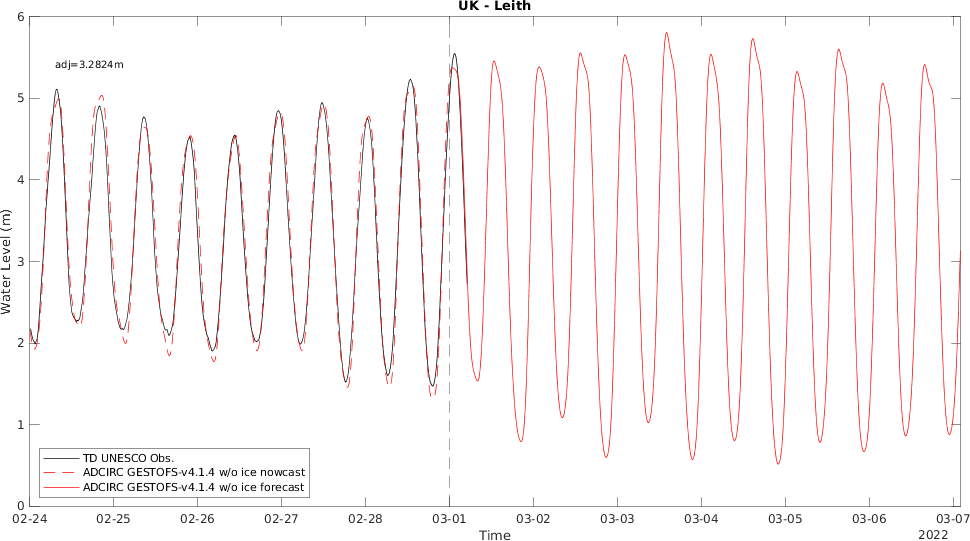 UK - Leith
6
5
4
3
2
1
0
Water Level (m)
adj=3.2824m
TD UNESCO Obs.
ADCIRC GESTOFS-v4.1.4 w/o ice nowcast
ADCIRC GESTOFS-v4.1.4 w/o ice forecast
02-24 02-25 02-26 02-27 02-28 03-01 03-02 03-03 03-04 03-05 03-06 03-07
Time
2022